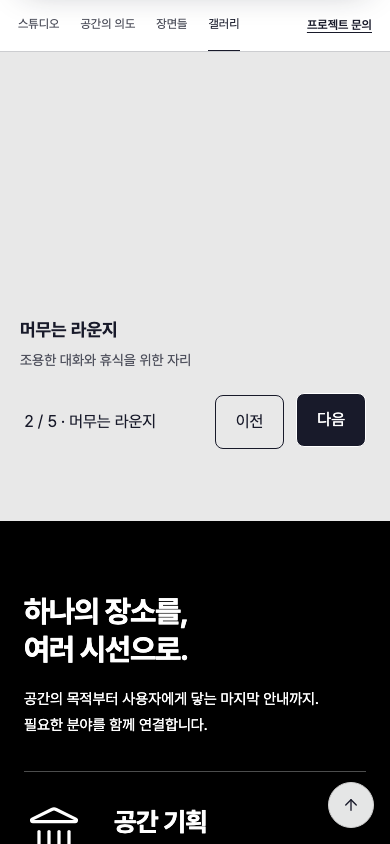 스튜디오 공간의 의도 장면들 갤러리 프로젝트 문의
머무는 라운지
조용한 대화와 휴식을 위한 자리
2 / 5 · 머무는 라운지 이전 다음
하나의 장소를,
여러 시선으로.
공간의 목적부터 사용자에게 닿는 마지막 안내까지.
필요한 분야를 함께 연결합니다.
공간 기획